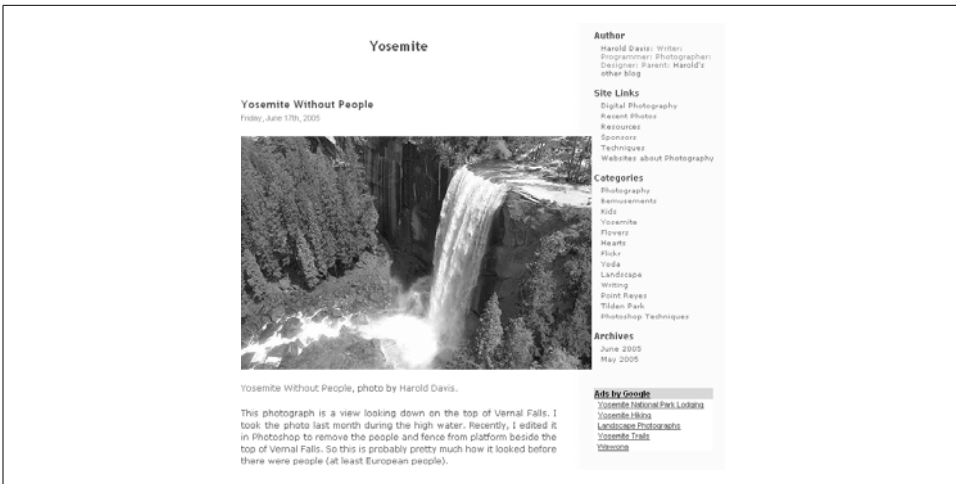 Yosemite
Yosemite Without People
Friday, June 17th, 2005
Yosemite Without People, photo by Harold Davis.
This photograph is a view looking down on the top of Vernal Falls. I
took the photo last month during the high water. Recently, I edited it
in Photoshop to remove the people and fence from platform beside the
top of Vernal Falls. So this is probably pretty much how it looked before
there were people (at least European people).
Author
Harold Davis: Writer:
Programmer: Photographer:
Designer: Parent: Harold's
other blog
Site Links
Digital Photography
Recent Photos
Resources
Sponsors
Techniques
Websites about Photography
Categories
Photography
Bemusements
Kids
Yosemite
Flowers
Hearts
Flickr
Yoda
Landscape
Writing
Point Reyes
Tilden Park
Photoshop Techniques
Archives
June 2005
May 2005
Ads by Google
Yosemite National Park Lodging
Yosemite Hiking
Landscape Photographs
Yosemite Trails
Wawona